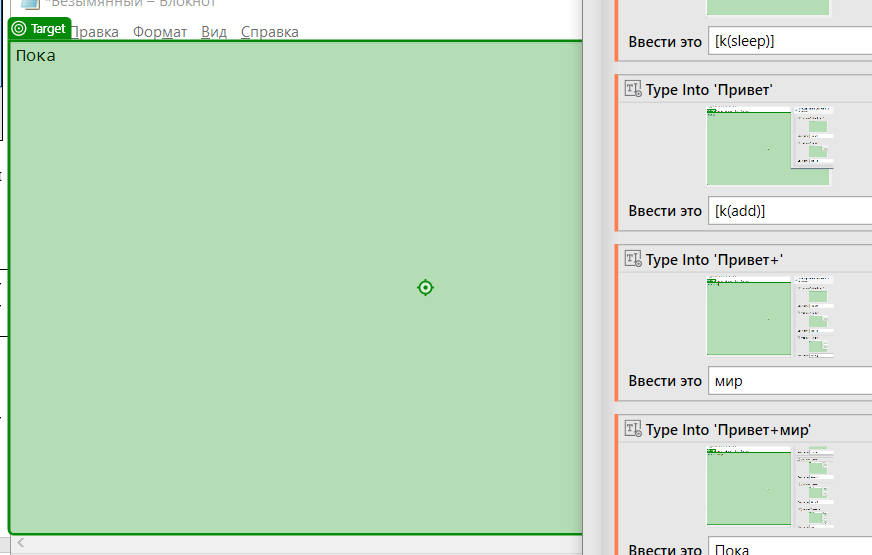 *Безымянный – Блокнот
Target
Правка Формат Вид Справка
Пока
Ввести это [k(sleep)]
Type Into 'Привет'
Ввести это [k(add)]
Type Into 'Привет+'
Ввести это мир
Type Into 'Привет+мир'
Ввести это Пока